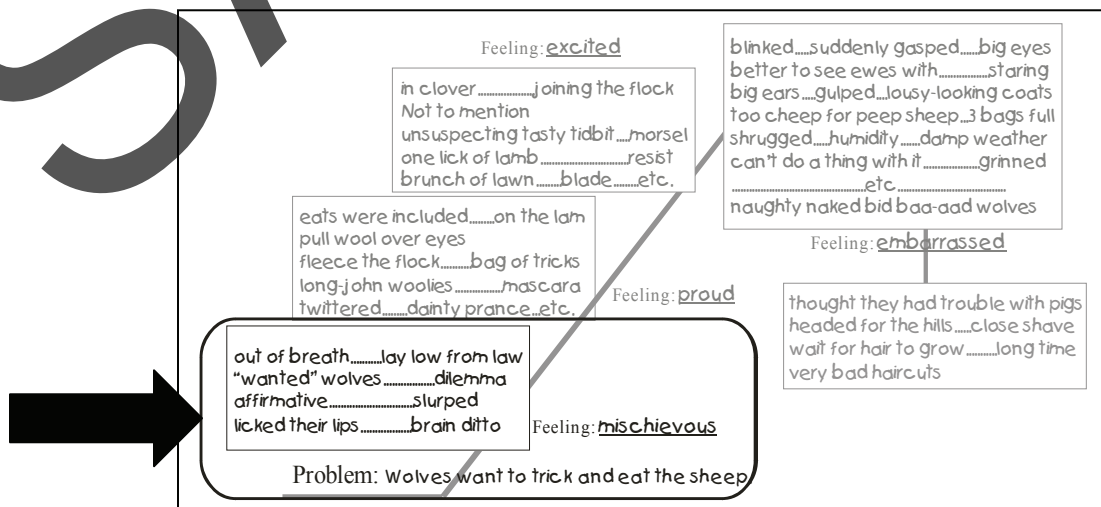 Feeling: excited
in clover......joining the flock
Not to mention
unsuspecting tasty tidbit....morsel
one lick of lamb......resist
brunch of lawn......blade......etc.
blinked.....suddenly gasped.....big eyes
better to see ewes with......staring
big ears....gulped....lousy-looking coats
too cheep for peep sheep...3 bags full
shrugged.....humidity.....damp weather
can't do a thing with it......grinned
......etc......
naughty naked bid baa-aad wolves
Feeling: embarrassed
eats were included......on the lam
pull wool over eyes
fleece the flock......bag of tricks
long-john woolies......mascara
twittered......dainty prance...etc.
Feeling: proud
thought they had trouble with pigs
headed for the hills.....close shave
wait for hair to grow......long time
very bad haircuts
out of breath......lay low from law
"wanted" wolves......dilemma
affirmative......slurped
licked their lips......brain ditto
Feeling: mischievous
Problem: Wolves want to trick and eat the sheep.